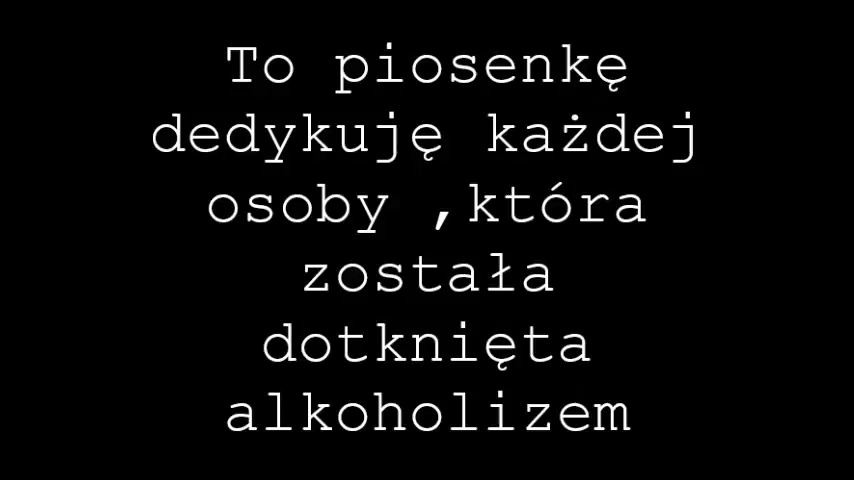 To piosenkę
dedykuję każdej
osoby ,która
została
dotknięta
alkoholizem